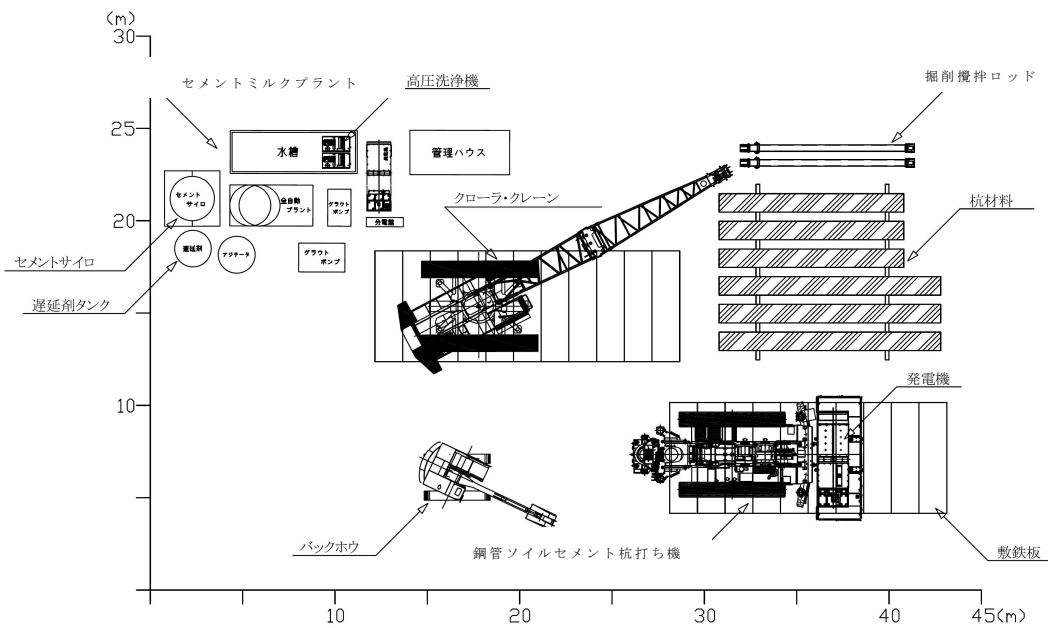 (m)
30
セメントミルクプラント
高圧洗浄機
掘削攪拌ロッド
25
水槽
管理ハウス
セメント
サイロ
全自動
プラント
グラウト
ポンプ
クローラ・クレーン
杭材料
20
分電盤
遅延剤
アジテータ
グラウト
ポンプ
セメントサイロ
遅延剤タンク
発電機
10
バックホウ
鋼管ソイルセメント杭打ち機
敷鉄板
10
20
30
40
45(m)